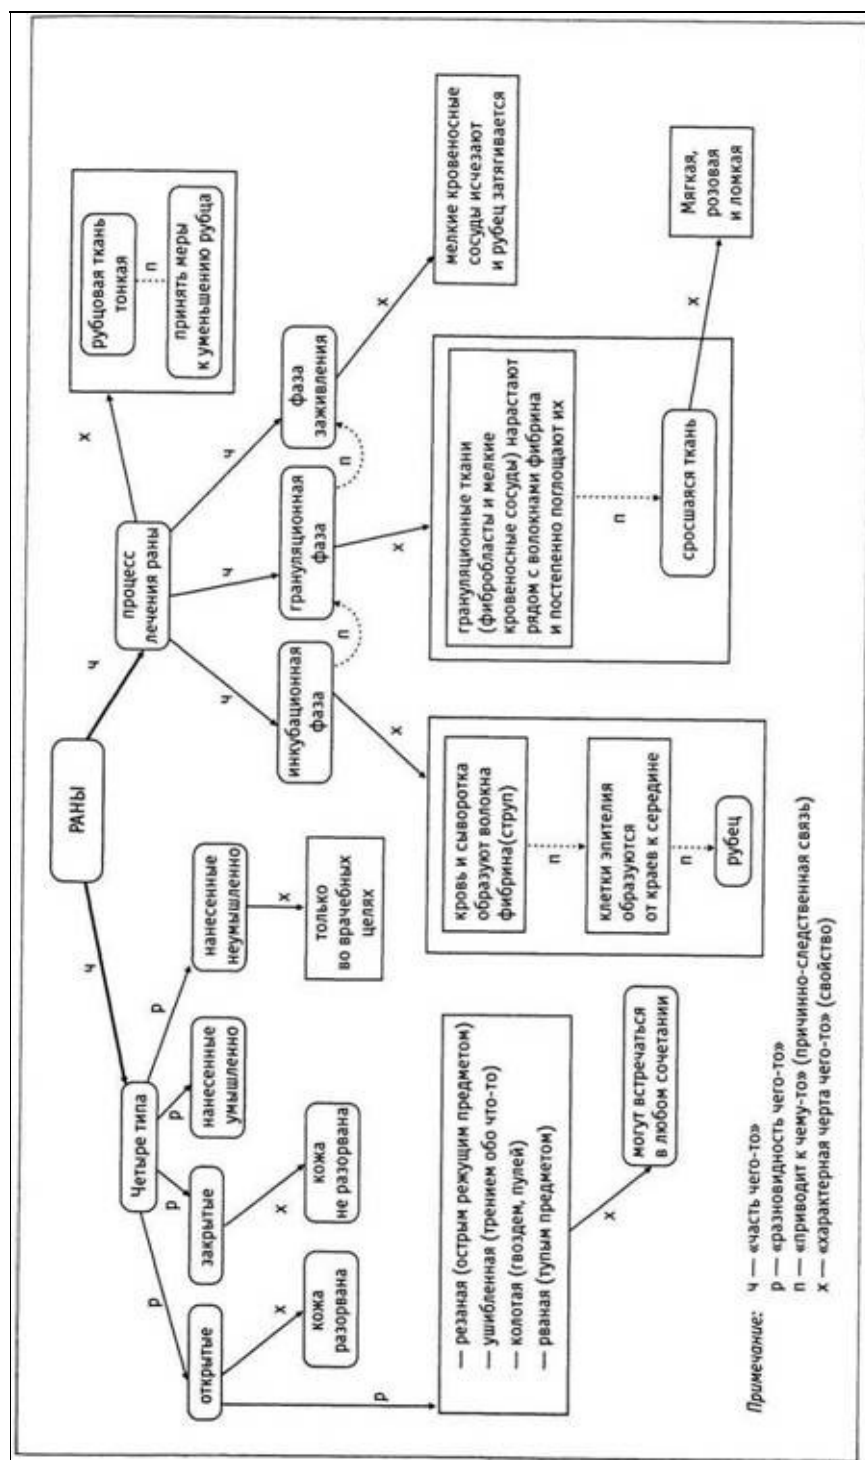 РАНЫ
ч
ч
Четыре типа
р
р
р
р
открытые
закрытые
нанесенные
умышленно
нанесенные
неумышленно
х
х
х
р
кожа
разорвана
кожа
не разорвана
только
во врачебных
целях
— резаная (острым режущим предметом)
— ушибленная (трением обо что-то)
— колотая (гвоздем, пулей)
— рваная (тупым предметом)
х
могут встречаться
в любом сочетании
процесс
лечения раны
х
рубцовая ткань
тонкая
п
принять меры
к уменьшению рубца
ч
ч
ч
инкубационная
фаза
п
грануляционная
фаза
п
фаза
заживления
х
х
х
кровь и сыворотка
образуют волокна
фибрина(струп)
п
клетки эпителия
образуются
от краев к середине
п
рубец
грануляционные ткани
(фибробласты и мелкие
кровеносные сосуды) нарастают
рядом с волокнами фибрина
и постепенно поглощают их
п
сросшаяся ткань
х
Мягкая,
розовая
и ломкая
мелкие кровеносные
сосуды исчезают
и рубец затягивается
Примечание: ч — «часть чего-то»
р — «разновидность чего-то»
п — «приводит к чему-то» (причинно-следственная связь)
х — «характерная черта чего-то» (свойство)